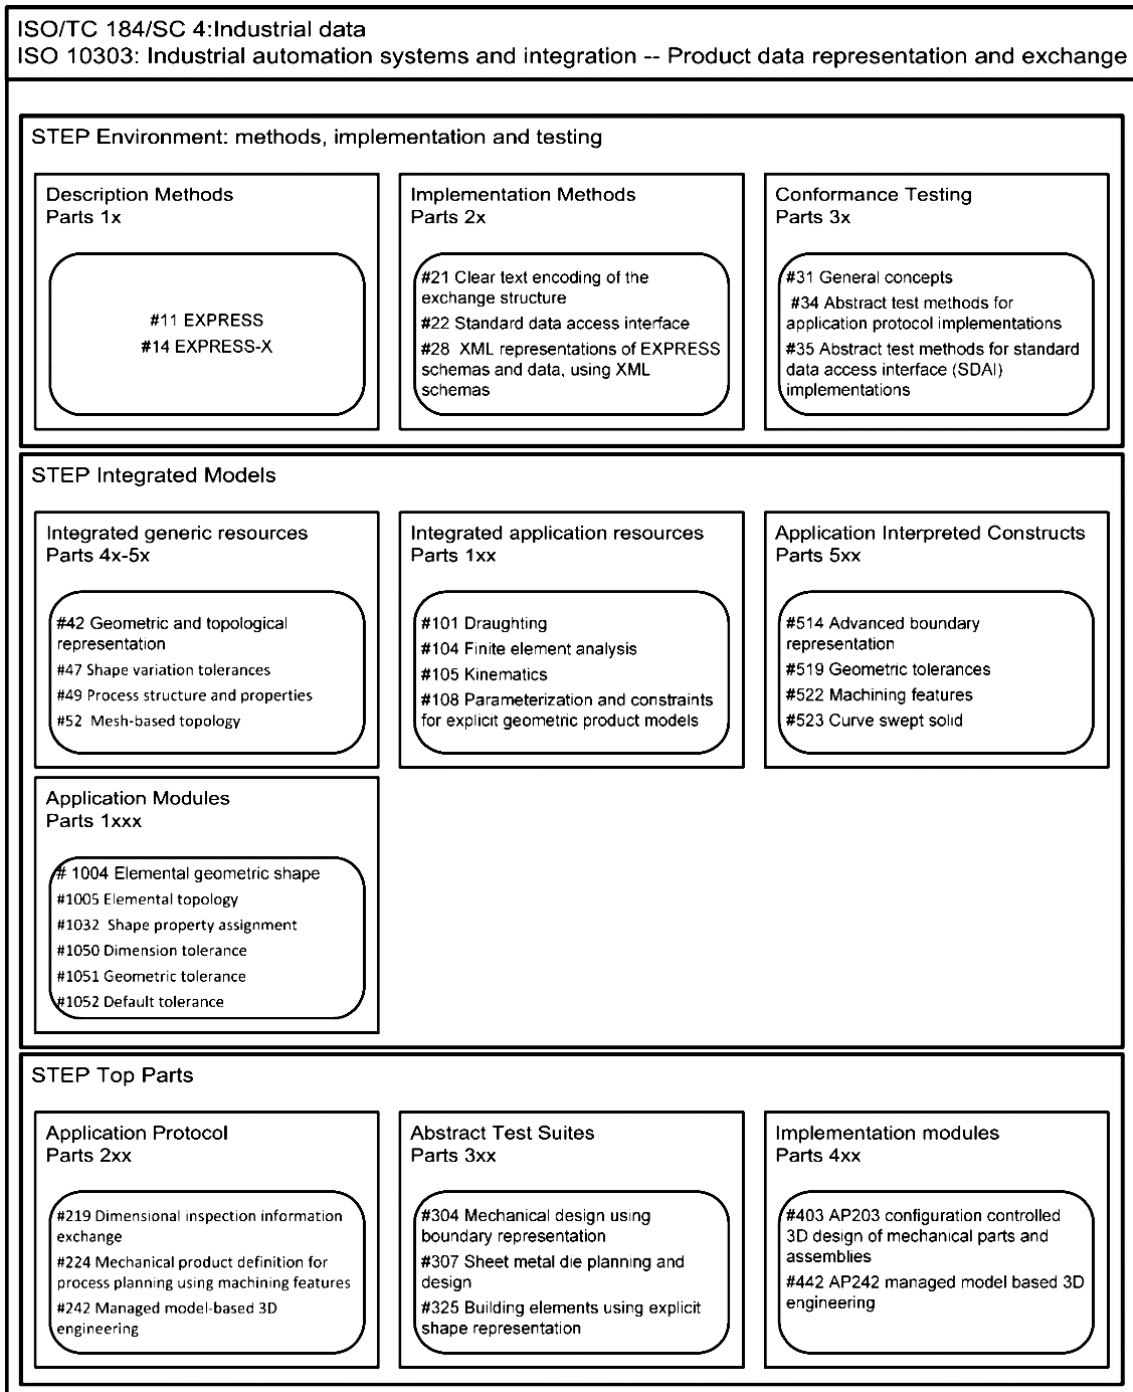 ISO/TC 184/SC 4:Industrial data
ISO 10303: Industrial automation systems and integration -- Product data representation and exchange
STEP Environment: methods, implementation and testing
Description Methods
Parts 1x
#11 EXPRESS
#14 EXPRESS-X
Implementation Methods
Parts 2x
#21 Clear text encoding of the
exchange structure
#22 Standard data access interface
#28 XML representations of EXPRESS
schemas and data, using XML
schemas
Conformance Testing
Parts 3x
#31 General concepts
#34 Abstract test methods for
application protocol implementations
#35 Abstract test methods for standard
data access interface (SDAI)
implementations
STEP Integrated Models
Integrated generic resources
Parts 4x-5x
#42 Geometric and topological
representation
#47 Shape variation tolerances
#49 Process structure and properties
#52 Mesh-based topology
Integrated application resources
Parts 1xx
#101 Draughting
#104 Finite element analysis
#105 Kinematics
#108 Parameterization and constraints
for explicit geometric product models
Application Interpreted Constructs
Parts 5xx
#514 Advanced boundary
representation
#519 Geometric tolerances
#522 Machining features
#523 Curve swept solid
Application Modules
Parts 1xxx
# 1004 Elemental geometric shape
#1005 Elemental topology
#1032 Shape property assignment
#1050 Dimension tolerance
#1051 Geometric tolerance
#1052 Default tolerance
STEP Top Parts
Application Protocol
Parts 2xx
#219 Dimensional inspection information
exchange
#224 Mechanical product definition for
process planning using machining features
#242 Managed model-based 3D
engineering
Abstract Test Suites
Parts 3xx
#304 Mechanical design using
boundary representation
#307 Sheet metal die planning and
design
#325 Building elements using explicit
shape representation
Implementation modules
Parts 4xx
#403 AP203 configuration controlled
3D design of mechanical parts and
assemblies
#442 AP242 managed model based 3D
engineering